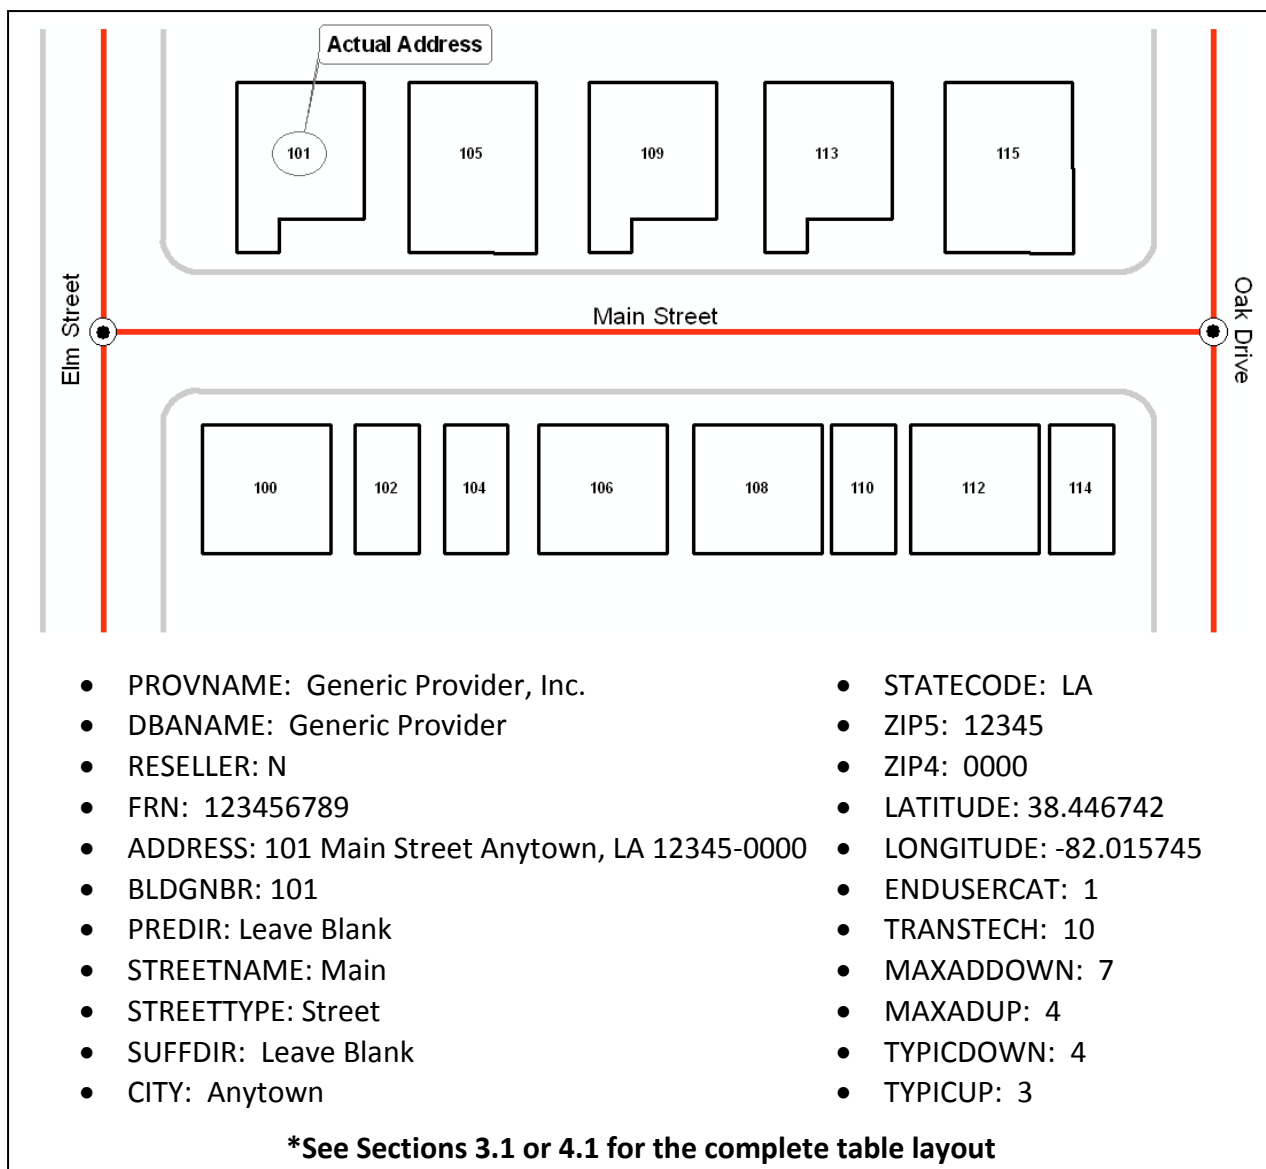 Actual Address
101
105
109
113
115
Elm Street
Main Street
Oak Drive
100
102
104
106
108
110
112
114
• PROVNAME: Generic Provider, Inc.
• DBANAME: Generic Provider
• RESELLER: N
• FRN: 123456789
• ADDRESS: 101 Main Street Anytown, LA 12345-0000
• BLDGNBR: 101
• PREDIR: Leave Blank
• STREETNAME: Main
• STREETTYPE: Street
• SUFFDIR: Leave Blank
• CITY: Anytown
• STATECODE: LA
• ZIP5: 12345
• ZIP4: 0000
• LATITUDE: 38.446742
• LONGITUDE: -82.015745
• ENDUSERCAT: 1
• TRANSTECH: 10
• MAXADDOWN: 7
• MAXADUP: 4
• TYPICDOWN: 4
• TYPICUP: 3
*See Sections 3.1 or 4.1 for the complete table layout